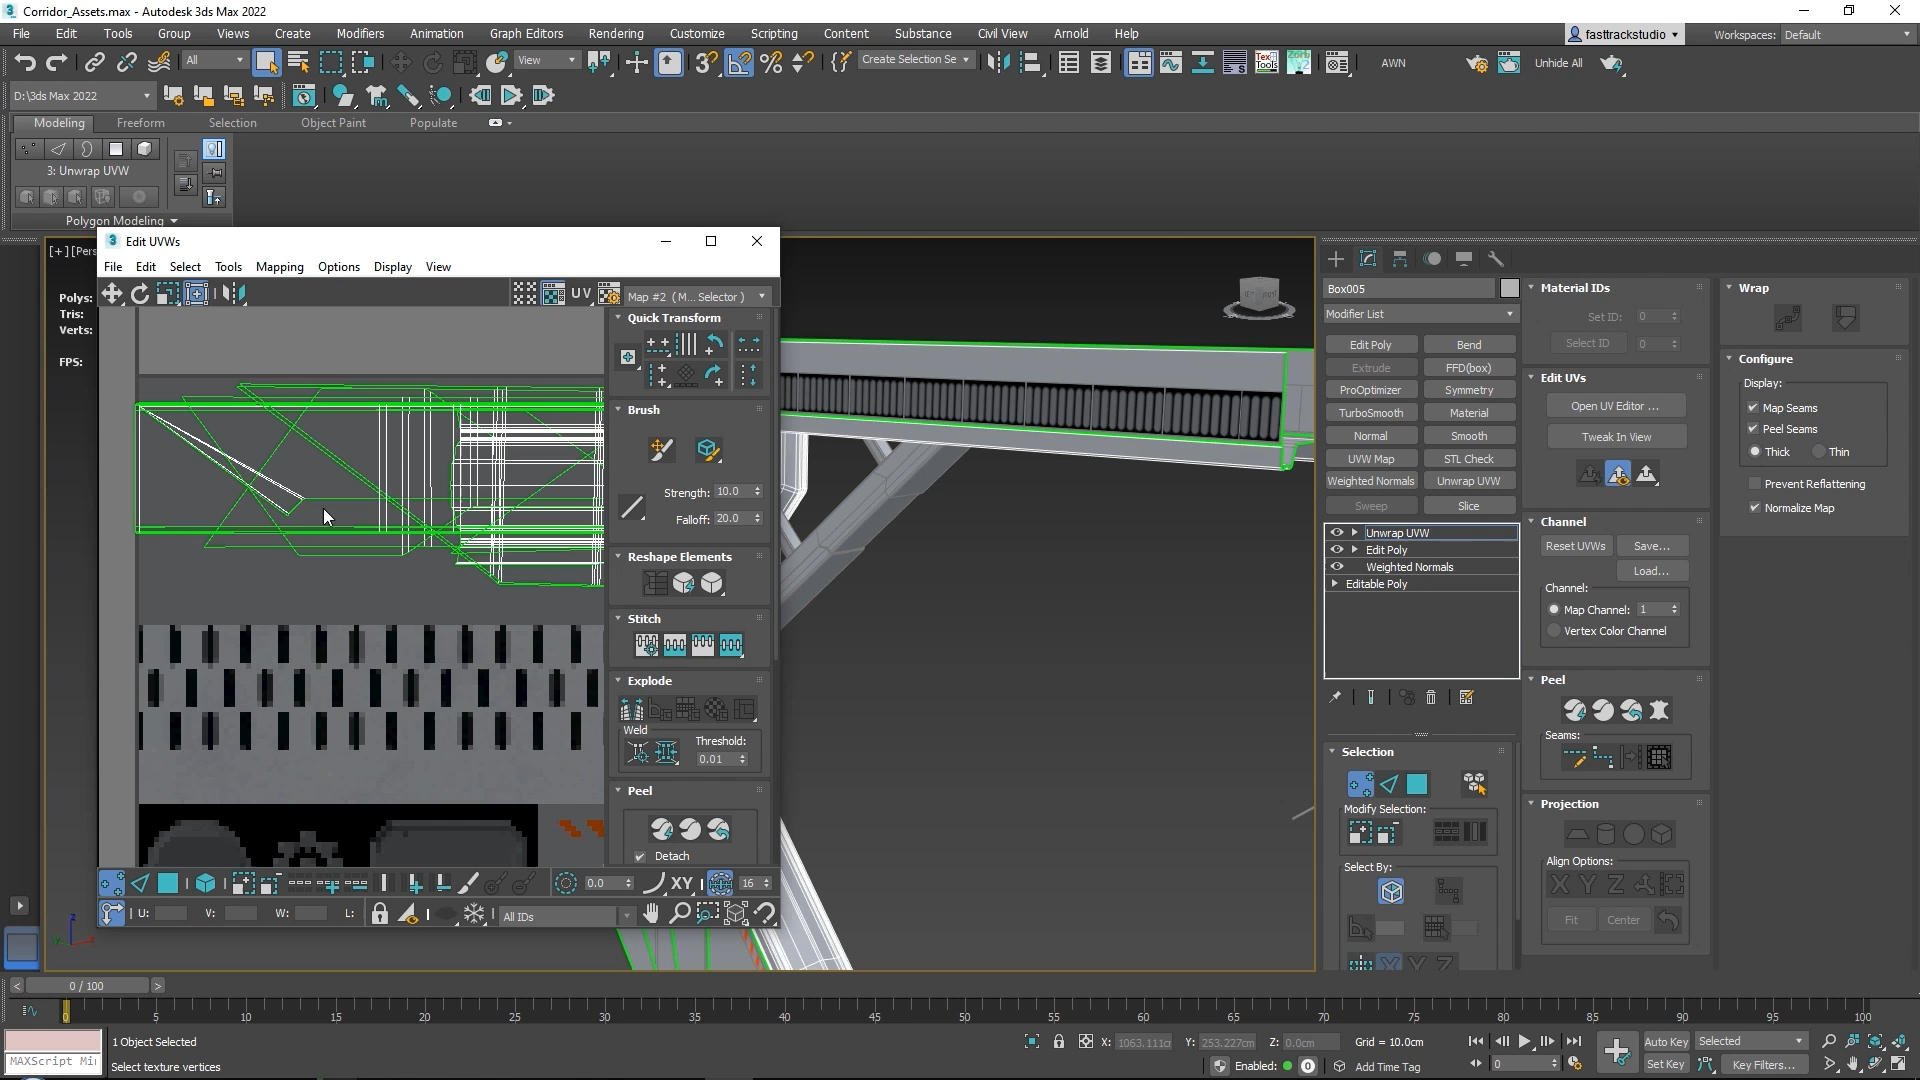 Corridor_Assets.max - Autodesk 3ds Max 2022
File Edit Tools Group Views Create Modifiers Animation Graph Editors Rendering Customize Scripting Content Substance Civil View Arnold Help
fasttrackstudio
Workspaces: Default
All
View
Create Selection Se
AWN
Unhide All
D:\3ds Max 2022
Modeling Freeform Selection Object Paint Populate
3: Unwrap UVW
Polygon Modeling
[+][Pers
Polys:
Tris:
Verts:
FPS:
Edit UVWs
File Edit Select Tools Mapping Options Display View
UV
Map #2 ( M... Selector )
Quick Transform
Brush
Strength: 10.0
Falloff: 20.0
Reshape Elements
Stitch
Explode
Weld
Threshold:
0.01
Peel
Detach
0.0
XY
16
U: V: W: L:
All IDs
Box005
Modifier List
Edit Poly Bend
Extrude FFD(box)
ProOptimizer Symmetry
TurboSmooth Material
Normal Smooth
UVW Map STL Check
Weighted Normals Unwrap UVW
Sweep Slice
Unwrap UVW
Edit Poly
Weighted Normals
Editable Poly
Selection
Modify Selection:
Select By:
X Y Z
Material IDs
Set ID: 0
Select ID 0
Edit UVs
Open UV Editor ...
Tweak In View
Channel
Reset UVWs Save...
Load...
Channel:
Map Channel: 1
Vertex Color Channel
Peel
Seams:
Projection
Align Options:
X Y Z
Fit Center
Wrap
Configure
Display:
Map Seams
Peel Seams
Thick Thin
Prevent Reflattening
Normalize Map
0 / 100
0 5 10 15 20 25 30 35 40 45 50 55 60 65 70 75 80 85 90 95 100
MAXScript Mi
1 Object Selected
Select texture vertices
X: 1063.111c Y: 253.227cm Z: 0.0cm Grid = 10.0cm
Enabled: 0 Add Time Tag
0
Auto Key Selected
Set Key Key Filters...